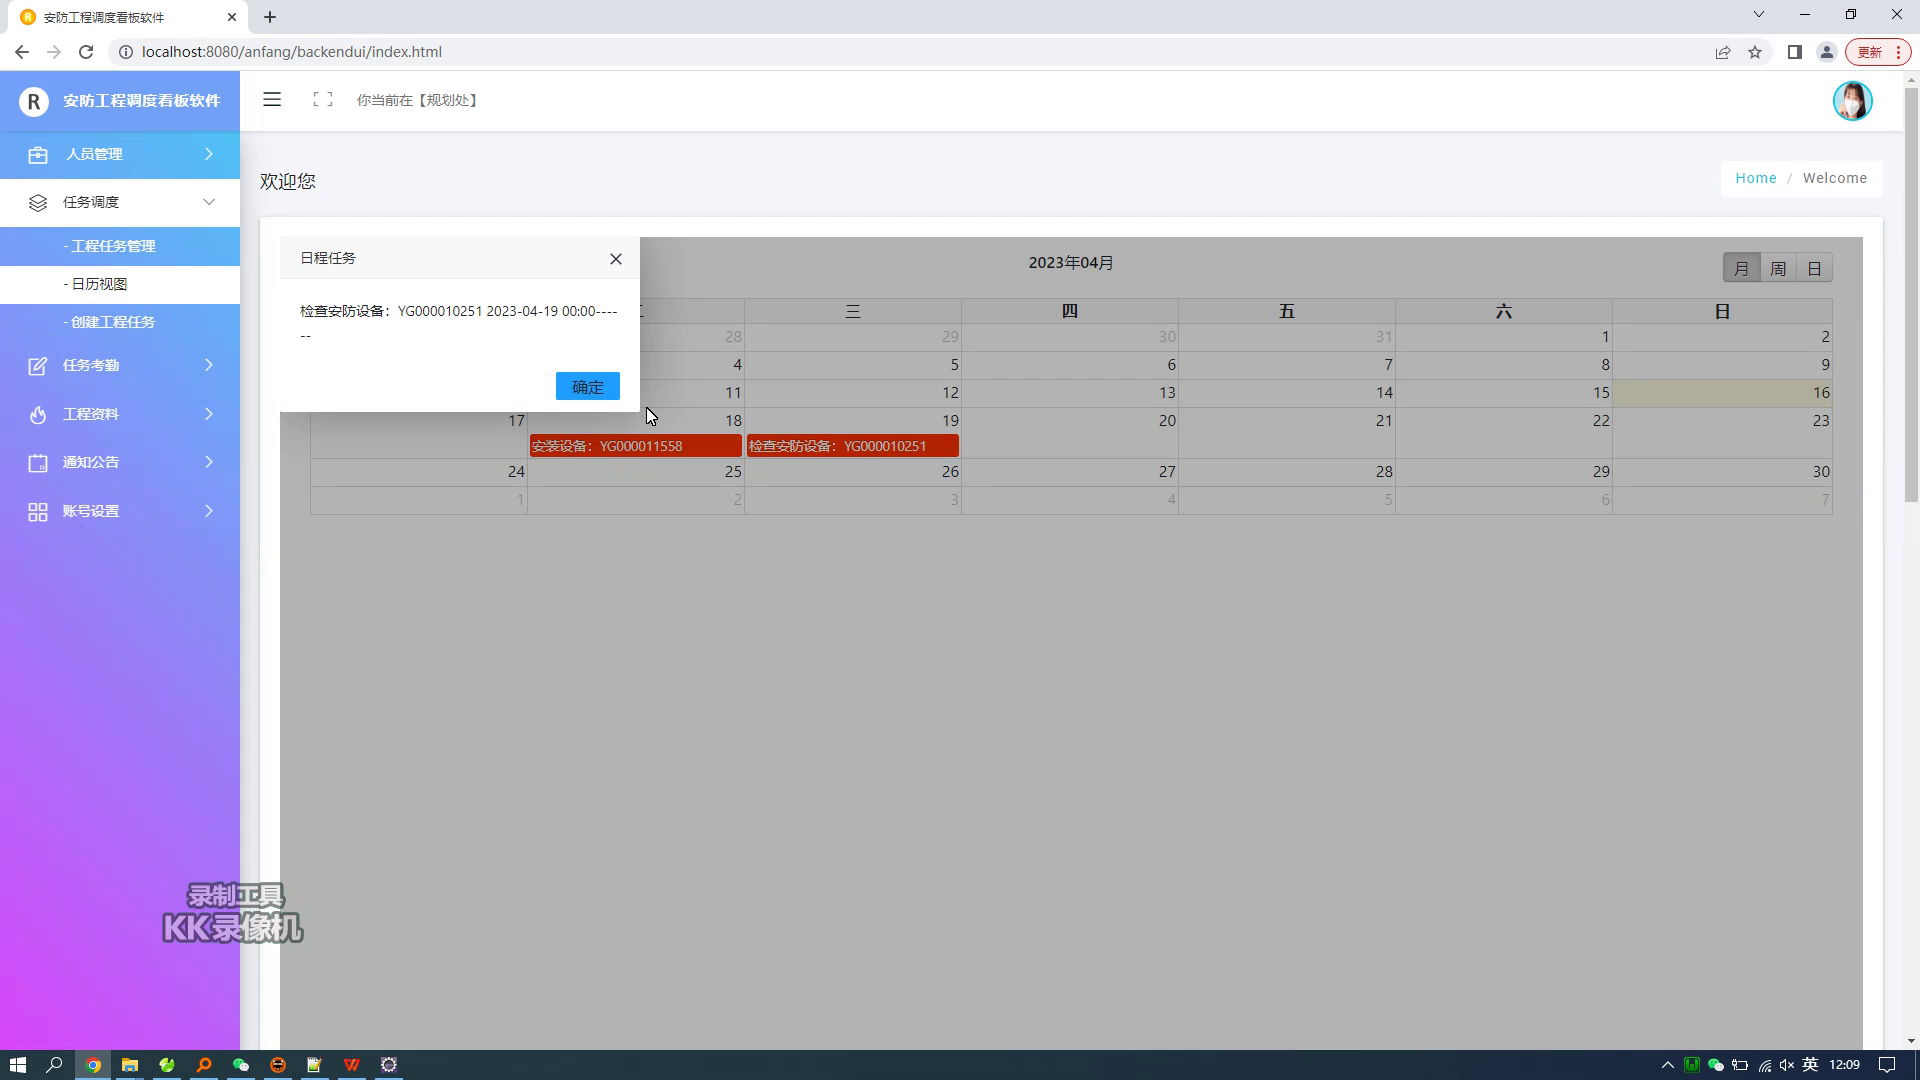 安防工程调度看板软件
localhost:8080/anfang/backendui/index.html
更新
R 安防工程调度看板软件
你当前在【规划处】
人员管理
任务调度
- 工程任务管理
- 日历视图
- 创建工程任务
任务考勤
工程资料
通知公告
账号设置
欢迎您
Home / Welcome
日程任务
检查安防设备：YG000010251 2023-04-19 00:00----
--
确定
2023年04月
月 周 日
三 四 五 六 日
28 29 30 31 1 2
4 5 6 7 8 9
11 12 13 14 15 16
17 18 19 20 21 22 23
安装设备：YG000011558 检查安防设备：YG000010251
24 25 26 27 28 29 30
1 2 3 4 5 6 7
录制工具
KK录像机
英 12:09